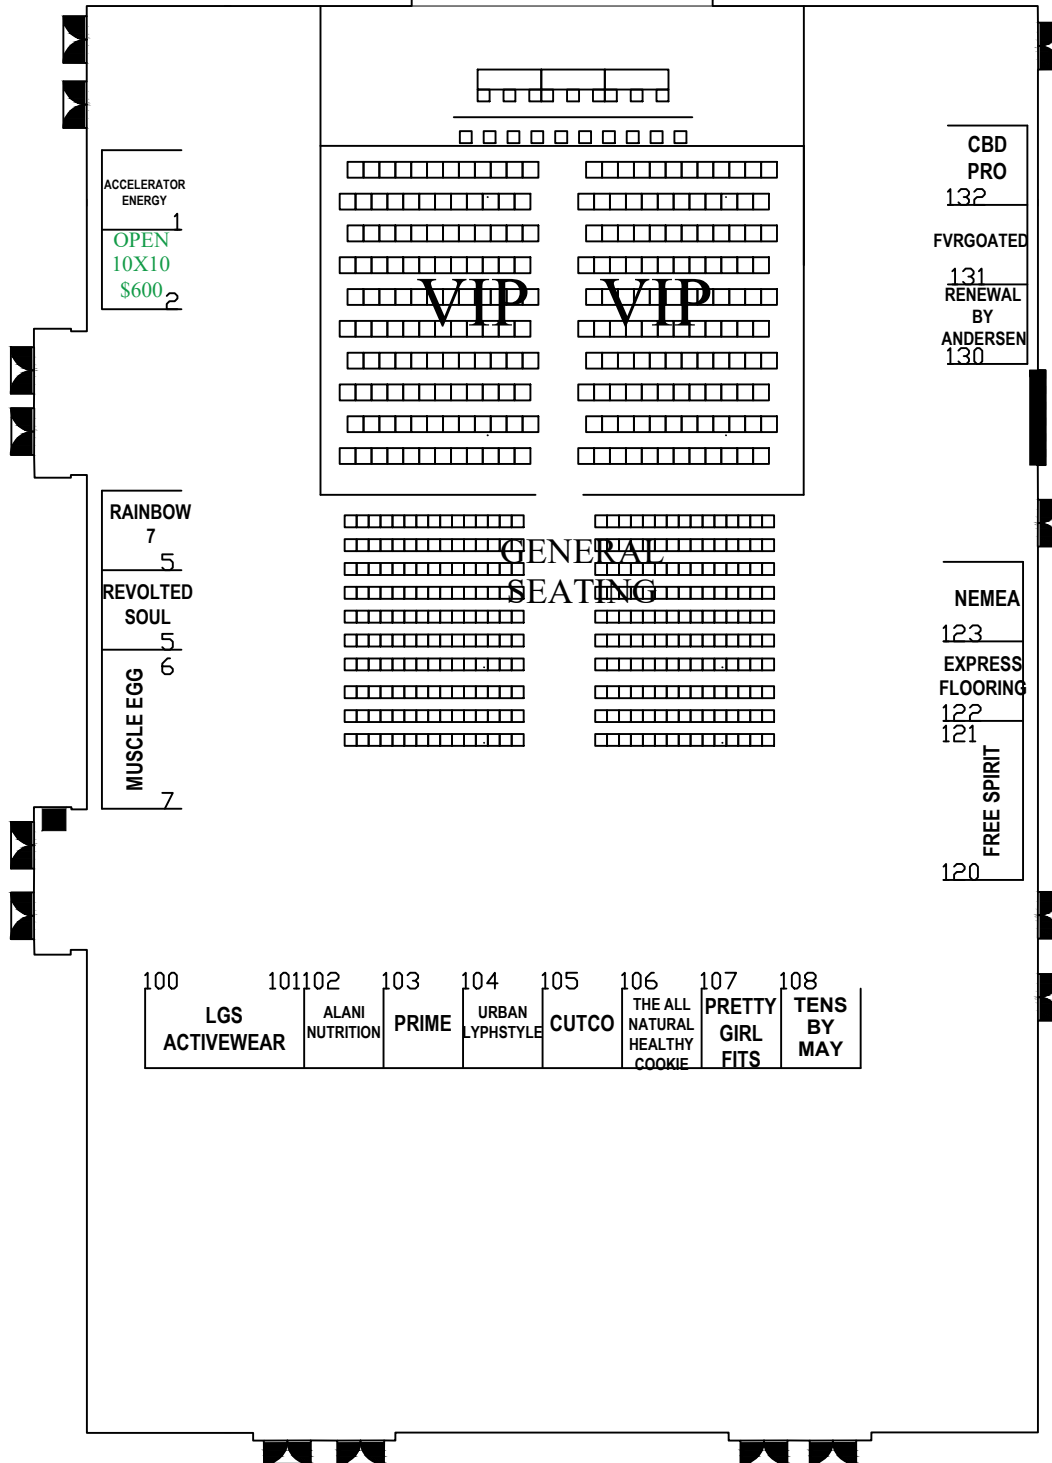 ACCELERATOR
ENERGY
1
OPEN
10X10
$600
2
CBD
PRO
132
FVRGOATED
131
RENEWAL
BY
ANDERSEN
130
VIP
VIP
RAINBOW
7
5
REVOLTED
SOUL
5
6
MUSCLE EGG
7
GENERAL
SEATING
NEMEA
123
EXPRESS
FLOORING
122
121
FREE SPIRIT
120
100
101
LGS
ACTIVEWEAR
102
ALANI
NUTRITION
103
PRIME
104
URBAN
LYPHSTYLE
105
CUTCO
106
THE ALL
NATURAL
HEALTHY
COOKIE
107
PRETTY
GIRL
FITS
108
TENS
BY
MAY